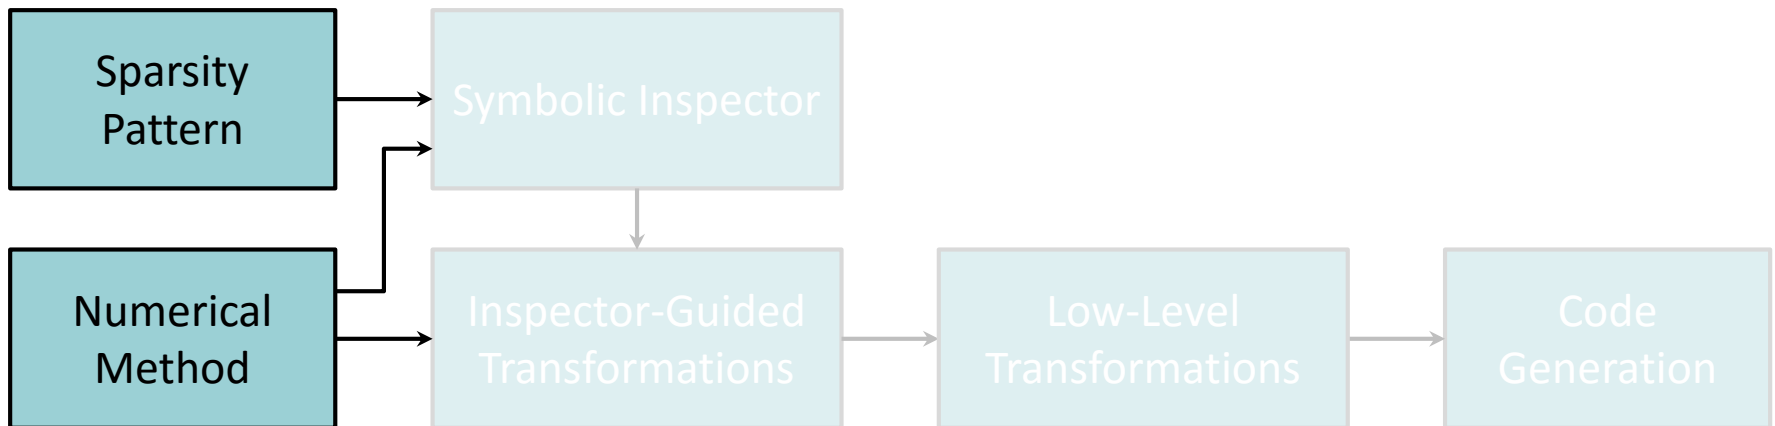 Sparsity
Pattern
Symbolic Inspector
Numerical
Method
Inspector-Guided
Transformations
Low-Level
Transformations
Code
Generation